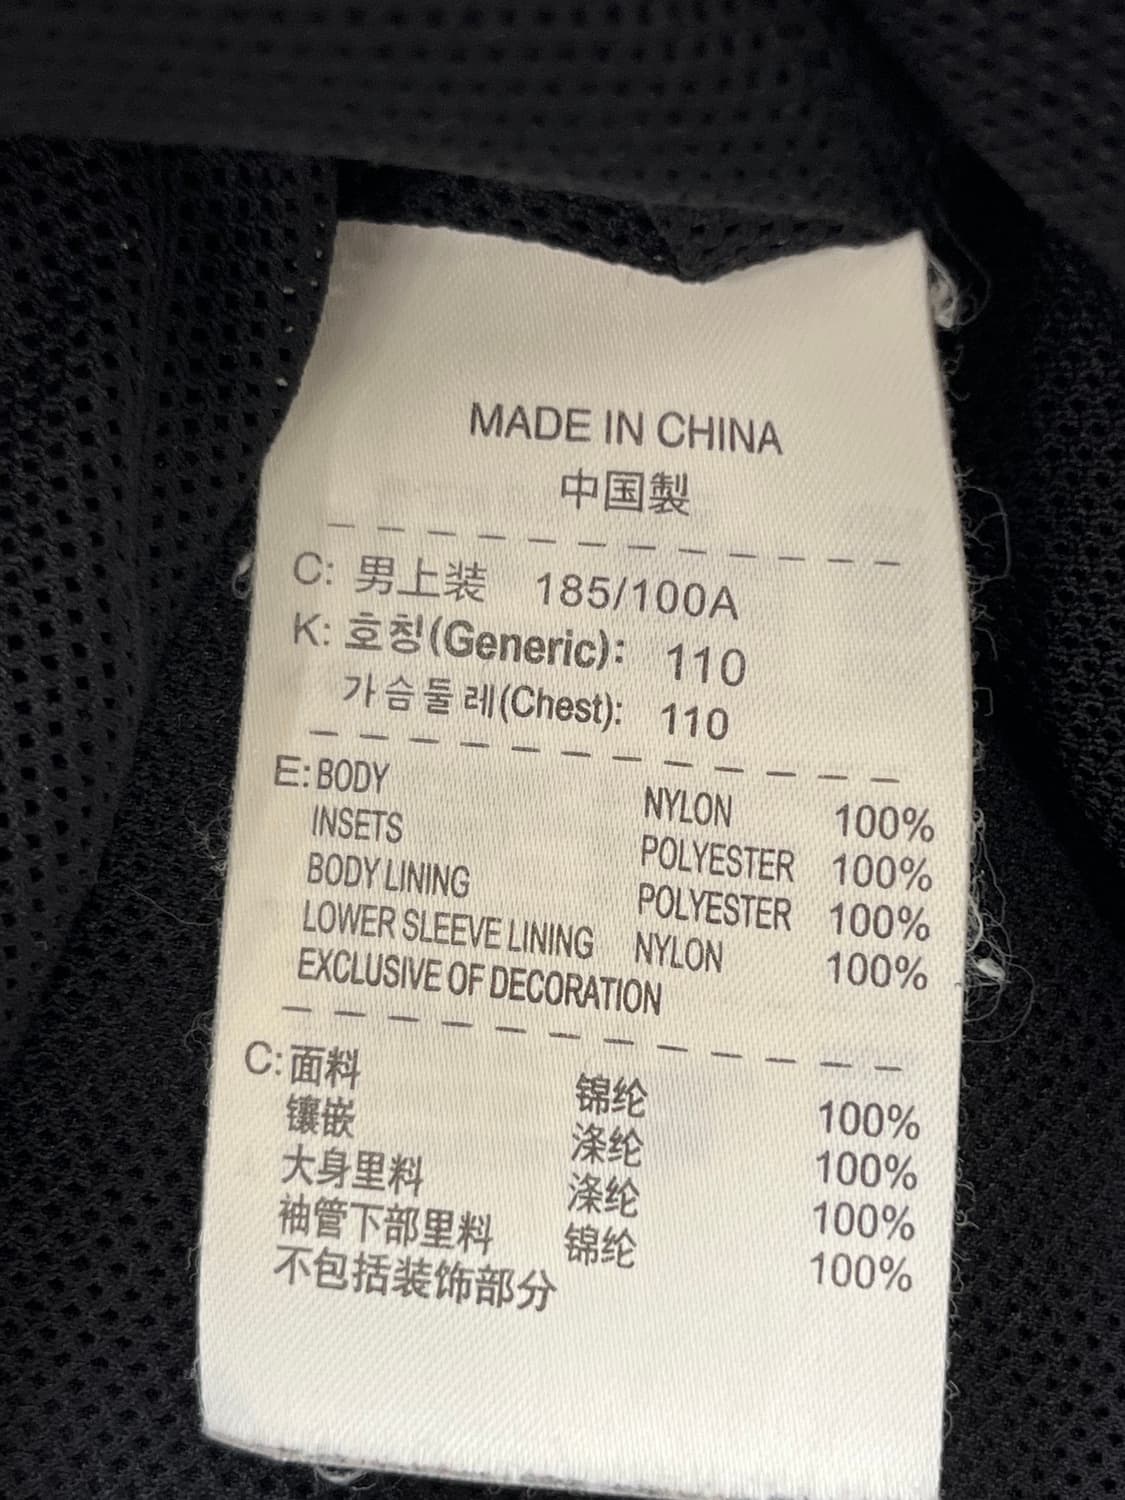 MADE IN CHINA
中国製
C: 男上装 185/100A
K: 호칭(Generic): 110
가슴둘레(Chest): 110
E: BODY NYLON 100%
INSETS POLYESTER 100%
BODY LINING POLYESTER 100%
LOWER SLEEVE LINING NYLON 100%
EXCLUSIVE OF DECORATION
C: 面料 锦纶 100%
镶嵌 涤纶 100%
大身里料 涤纶 100%
袖管下部里料 锦纶 100%
不包括装饰部分